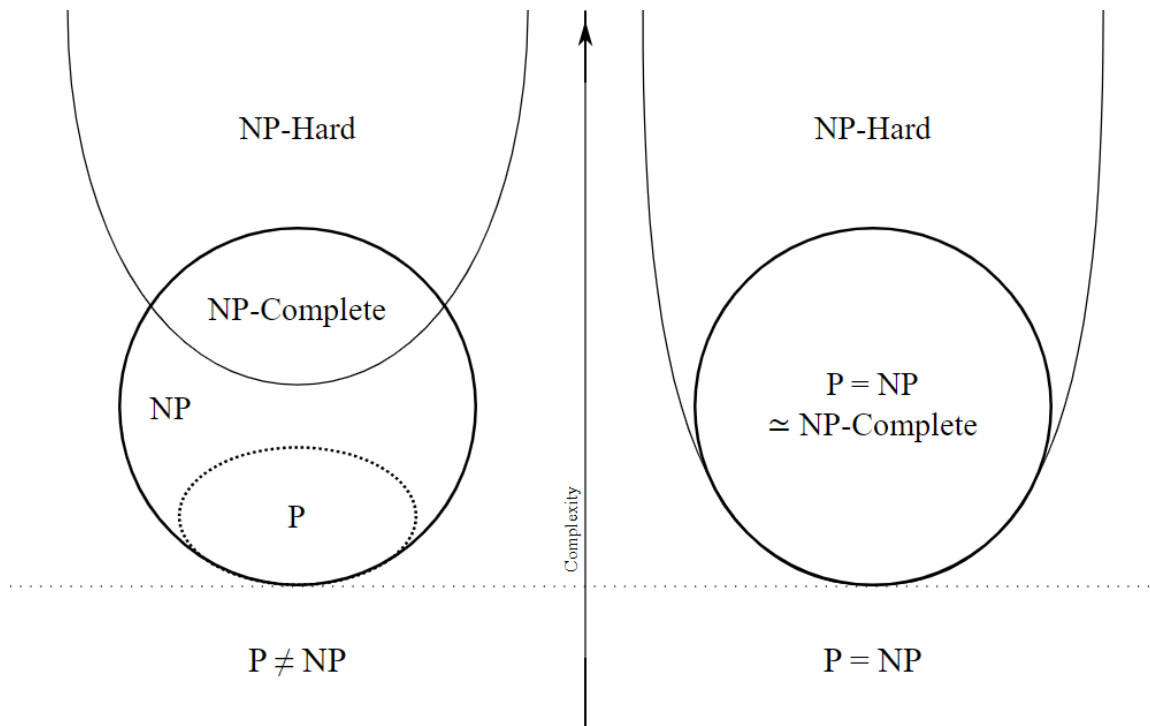 NP-Hard
NP-Complete
NP
P
P ≠ NP
Complexity
NP-Hard
P = NP
≃ NP-Complete
P = NP